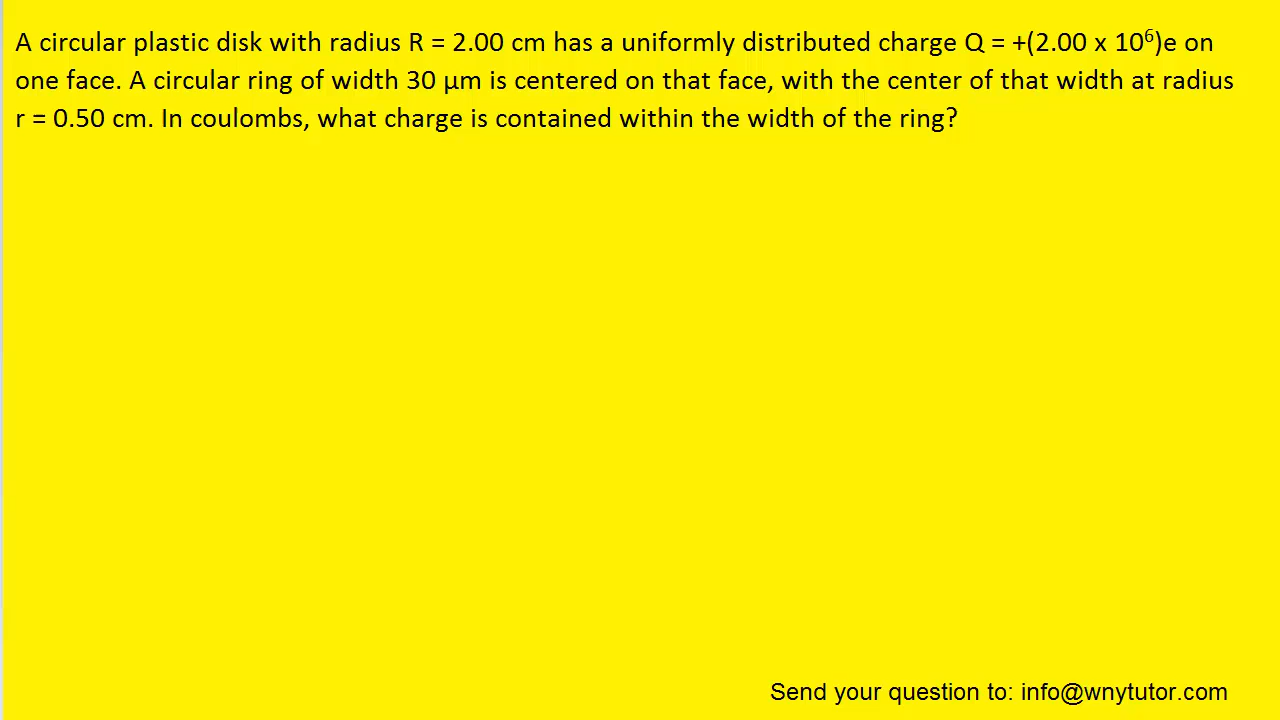 A circular plastic disk with radius R = 2.00 cm has a uniformly distributed charge Q = +(2.00 x 10⁶)e on
one face. A circular ring of width 30 μm is centered on that face, with the center of that width at radius
r = 0.50 cm. In coulombs, what charge is contained within the width of the ring?
Send your question to: info@wnytutor.com